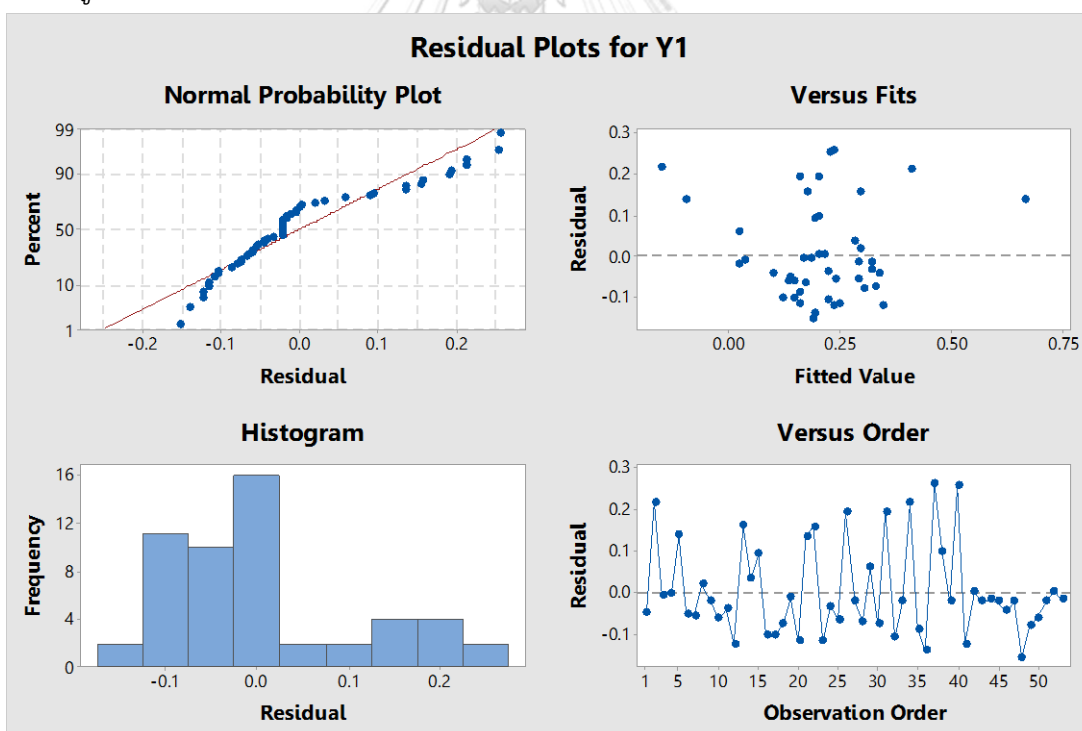 Residual Plots for Y1
Normal Probability Plot
99
90
50
10
1
Percent
-0.2 -0.1 0.0 0.1 0.2
Residual
Versus Fits
0.3
0.2
0.1
0.0
-0.1
Residual
0.00 0.25 0.50 0.75
Fitted Value
Histogram
16
12
8
4
0
Frequency
-0.1 0.0 0.1 0.2
Residual
Versus Order
0.3
0.2
0.1
0.0
-0.1
Residual
1 5 10 15 20 25 30 35 40 45 50
Observation Order